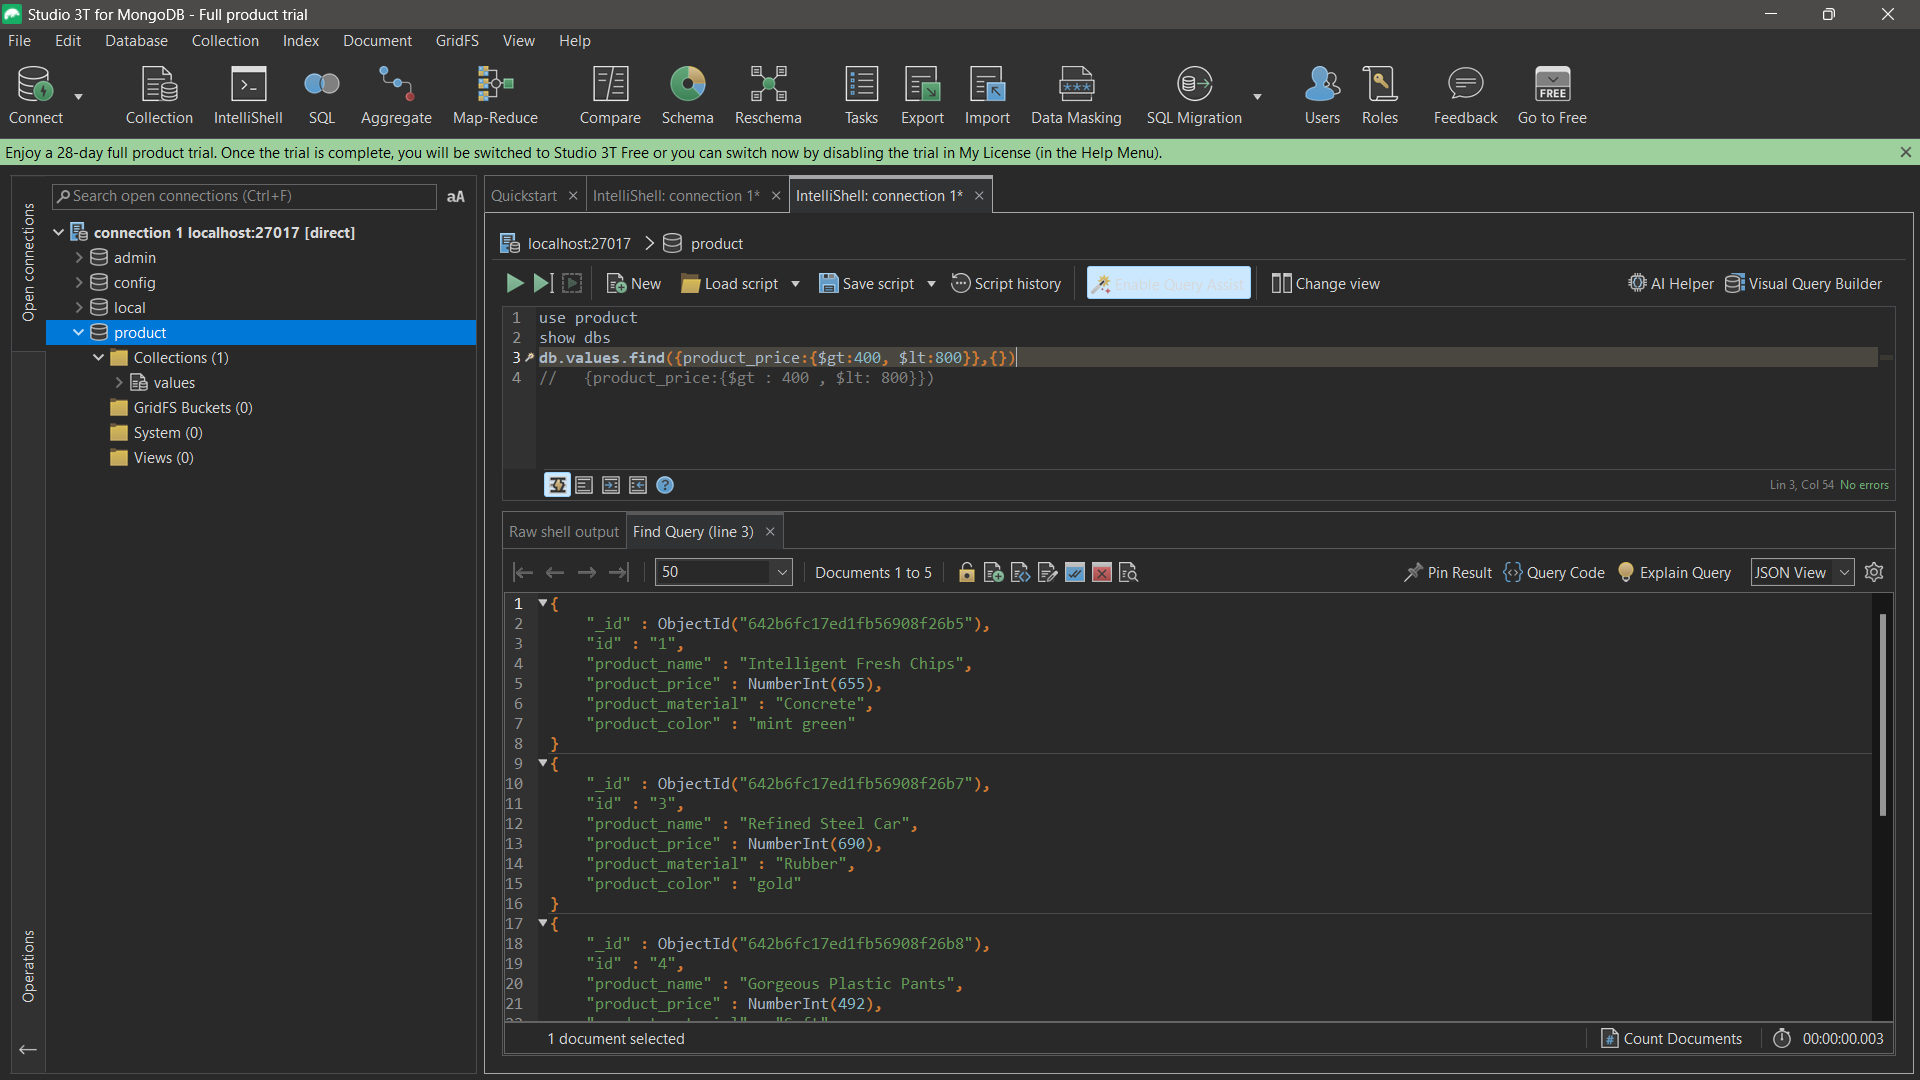 Studio 3T for MongoDB - Full product trial
File Edit Database Collection Index Document GridFS View Help
Connect Collection IntelliShell SQL Aggregate Map-Reduce Compare Schema Reschema Tasks Export Import Data Masking SQL Migration Users Roles Feedback FREE Go to Free
Enjoy a 28-day full product trial. Once the trial is complete, you will be switched to Studio 3T Free or you can switch now by disabling the trial in My License (in the Help Menu).
Open connections
Search open connections (Ctrl+F) aA
connection 1 localhost:27017 [direct]
admin
config
local
product
Collections (1)
values
GridFS Buckets (0)
System (0)
Views (0)
Operations
Quickstart IntelliShell: connection 1* IntelliShell: connection 1*
localhost:27017 product
New Load script Save script Script history Enable Query Assist Change view AI Helper Visual Query Builder
1 use product
2 show dbs
3 db.values.find({product_price:{$gt:400, $lt:800}},{})
4 // {product_price:{$gt : 400 , $lt: 800}})
Lin 3, Col 54 No errors
Raw shell output Find Query (line 3)
50 Documents 1 to 5 Pin Result Query Code Explain Query JSON View
1 {
2 "_id" : ObjectId("642b6fc17ed1fb56908f26b5"),
3 "id" : "1",
4 "product_name" : "Intelligent Fresh Chips",
5 "product_price" : NumberInt(655),
6 "product_material" : "Concrete",
7 "product_color" : "mint green"
8 }
9 {
10 "_id" : ObjectId("642b6fc17ed1fb56908f26b7"),
11 "id" : "3",
12 "product_name" : "Refined Steel Car",
13 "product_price" : NumberInt(690),
14 "product_material" : "Rubber",
15 "product_color" : "gold"
16 }
17 {
18 "_id" : ObjectId("642b6fc17ed1fb56908f26b8"),
19 "id" : "4",
20 "product_name" : "Gorgeous Plastic Pants",
21 "product_price" : NumberInt(492),
1 document selected Count Documents 00:00:00.003